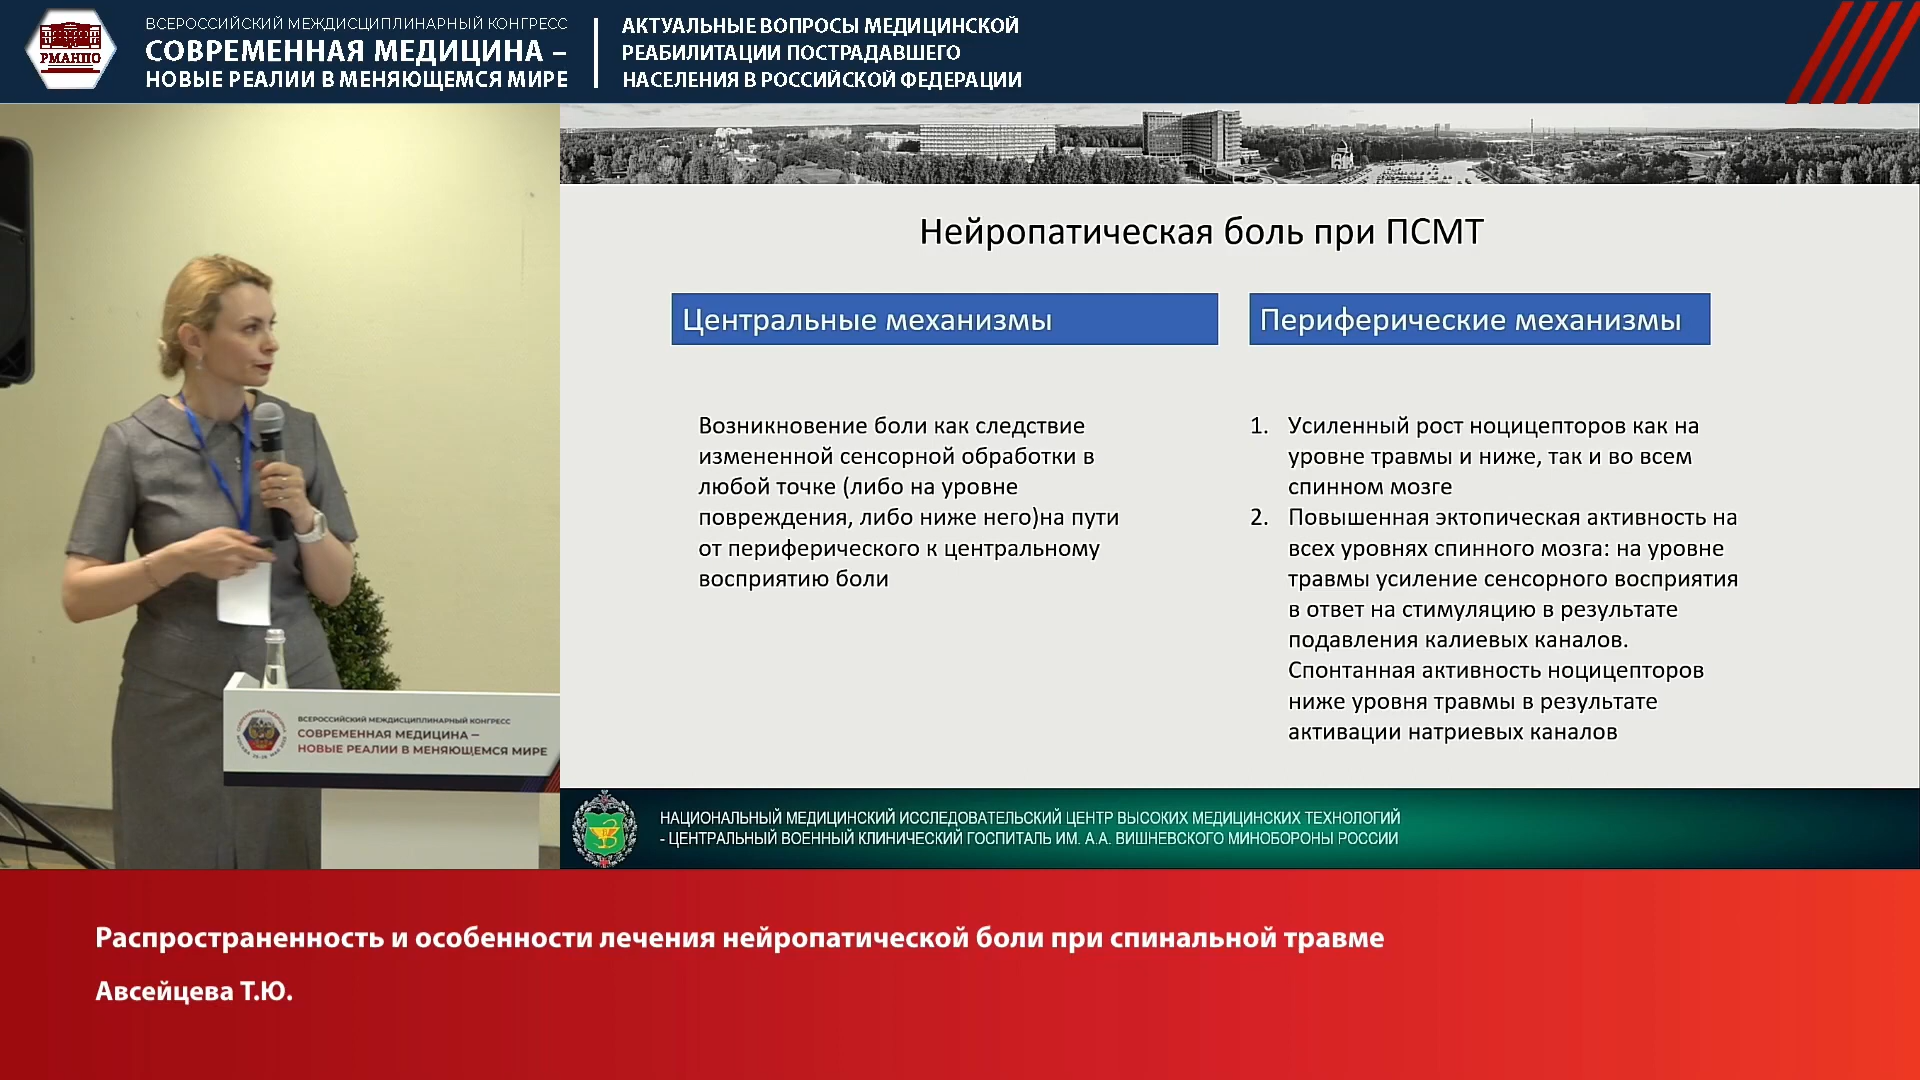 РМАНПО
ВСЕРОССИЙСКИЙ МЕЖДИСЦИПЛИНАРНЫЙ КОНГРЕСС
СОВРЕМЕННАЯ МЕДИЦИНА –
НОВЫЕ РЕАЛИИ В МЕНЯЮЩЕМСЯ МИРЕ
АКТУАЛЬНЫЕ ВОПРОСЫ МЕДИЦИНСКОЙ
РЕАБИЛИТАЦИИ ПОСТРАДАВШЕГО
НАСЕЛЕНИЯ В РОССИЙСКОЙ ФЕДЕРАЦИИ
Нейропатическая боль при ПСМТ
Центральные механизмы
Возникновение боли как следствие
измененной сенсорной обработки в
любой точке (либо на уровне
повреждения, либо ниже него)на пути
от периферического к центральному
восприятию боли
Периферические механизмы
1. Усиленный рост ноцицепторов как на
уровне травмы и ниже, так и во всем
спинном мозге
2. Повышенная эктопическая активность на
всех уровнях спинного мозга: на уровне
травмы усиление сенсорного восприятия
в ответ на стимуляцию в результате
подавления калиевых каналов.
Спонтанная активность ноцицепторов
ниже уровня травмы в результате
активации натриевых каналов
ВСЕРОССИЙСКИЙ МЕЖДИСЦИПЛИНАРНЫЙ КОНГРЕСС
СОВРЕМЕННАЯ МЕДИЦИНА –
НОВЫЕ РЕАЛИИ В МЕНЯЮЩЕМСЯ МИРЕ
НАЦИОНАЛЬНЫЙ МЕДИЦИНСКИЙ ИССЛЕДОВАТЕЛЬСКИЙ ЦЕНТР ВЫСОКИХ МЕДИЦИНСКИХ ТЕХНОЛОГИЙ
- ЦЕНТРАЛЬНЫЙ ВОЕННЫЙ КЛИНИЧЕСКИЙ ГОСПИТАЛЬ ИМ. А.А. ВИШНЕВСКОГО МИНОБОРОНЫ РОССИИ
Распространенность и особенности лечения нейропатической боли при спинальной травме
Авсейцева Т.Ю.